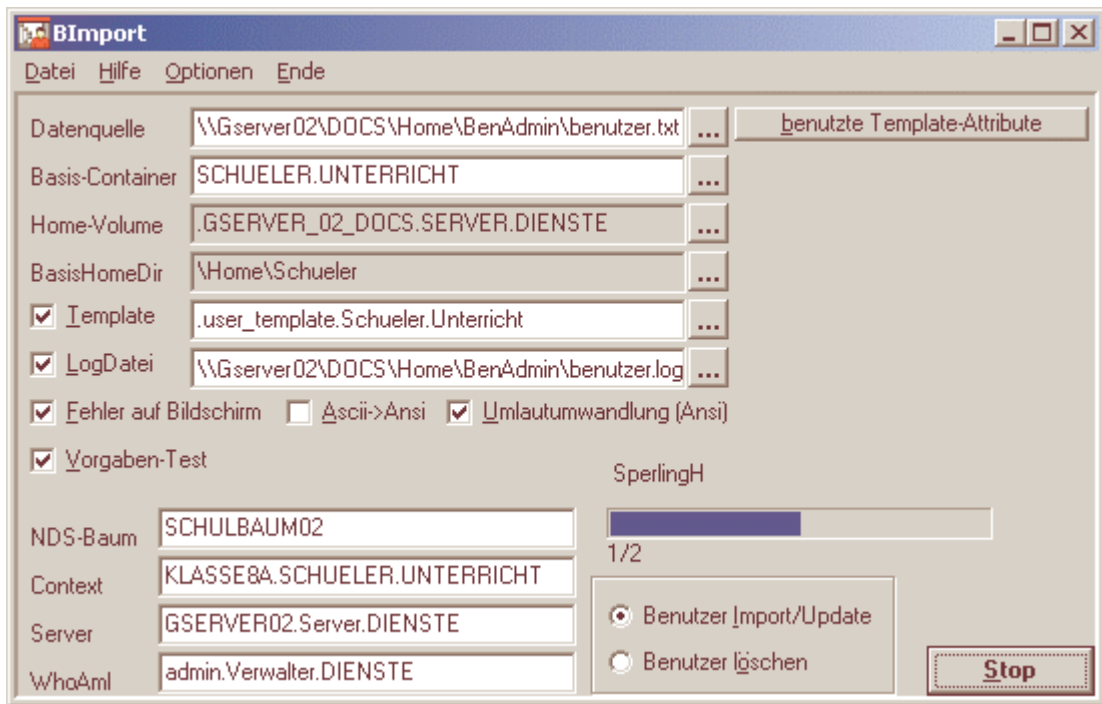 BImport
Datei Hilfe Optionen Ende
Datenquelle \\Gserver02\DOCS\Home\BenAdmin\benutzer.txt ... benutzte Template-Attribute
Basis-Container SCHUELER.UNTERRICHT ...
Home-Volume .GSERVER_02_DOCS.SERVER.DIENSTE ...
BasisHomeDir \Home\Schueler ...
Template .user_template.Schueler.Unterricht ...
LogDatei \\Gserver02\DOCS\Home\BenAdmin\benutzer.log ...
Fehler auf Bildschirm Ascii->Ansi Umlautumwandlung (Ansi)
Vorgaben-Test
SperlingH
NDS-Baum SCHULBAUM02
1/2
Context KLASSE8A.SCHUELER.UNTERRICHT
Server GSERVER02.Server.DIENSTE
WhoAmI admin.Verwalter.DIENSTE
Benutzer Import/Update
Benutzer löschen
Stop